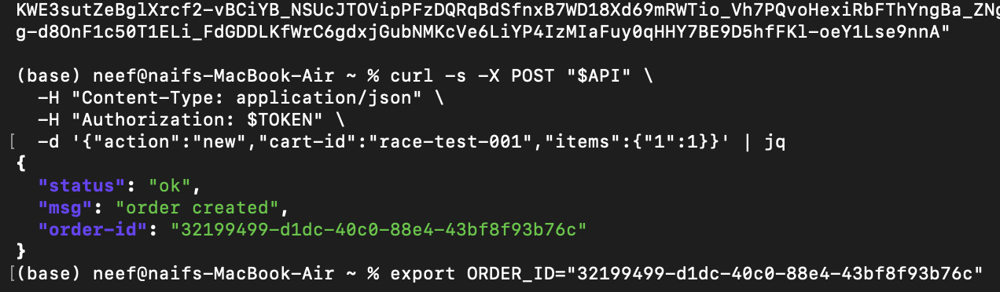 KWE3sutZeBglXrcf2-vBCiYB_NSUcJTOVipPFzDQRqBdSfnxB7WD18Xd69mRWTio_Vh7PQvoHexiRbFThYngBa_ZNg
g-d8OnF1c50T1ELi_FdGDDLKfWrC6gdxjGubNMKcVe6LiYP4IzMIaFuy0qHHY7BE9D5hfFKl-oeY1Lse9nnA"
(base) neef@naifs-MacBook-Air ~ % curl -s -X POST "$API" \
  -H "Content-Type: application/json" \
  -H "Authorization: $TOKEN" \
[  -d '{"action":"new","cart-id":"race-test-001","items":{"1":1}}' | jq
{
  "status": "ok",
  "msg": "order created",
  "order-id": "32199499-d1dc-40c0-88e4-43bf8f93b76c"
}
[(base) neef@naifs-MacBook-Air ~ % export ORDER_ID="32199499-d1dc-40c0-88e4-43bf8f93b76c"